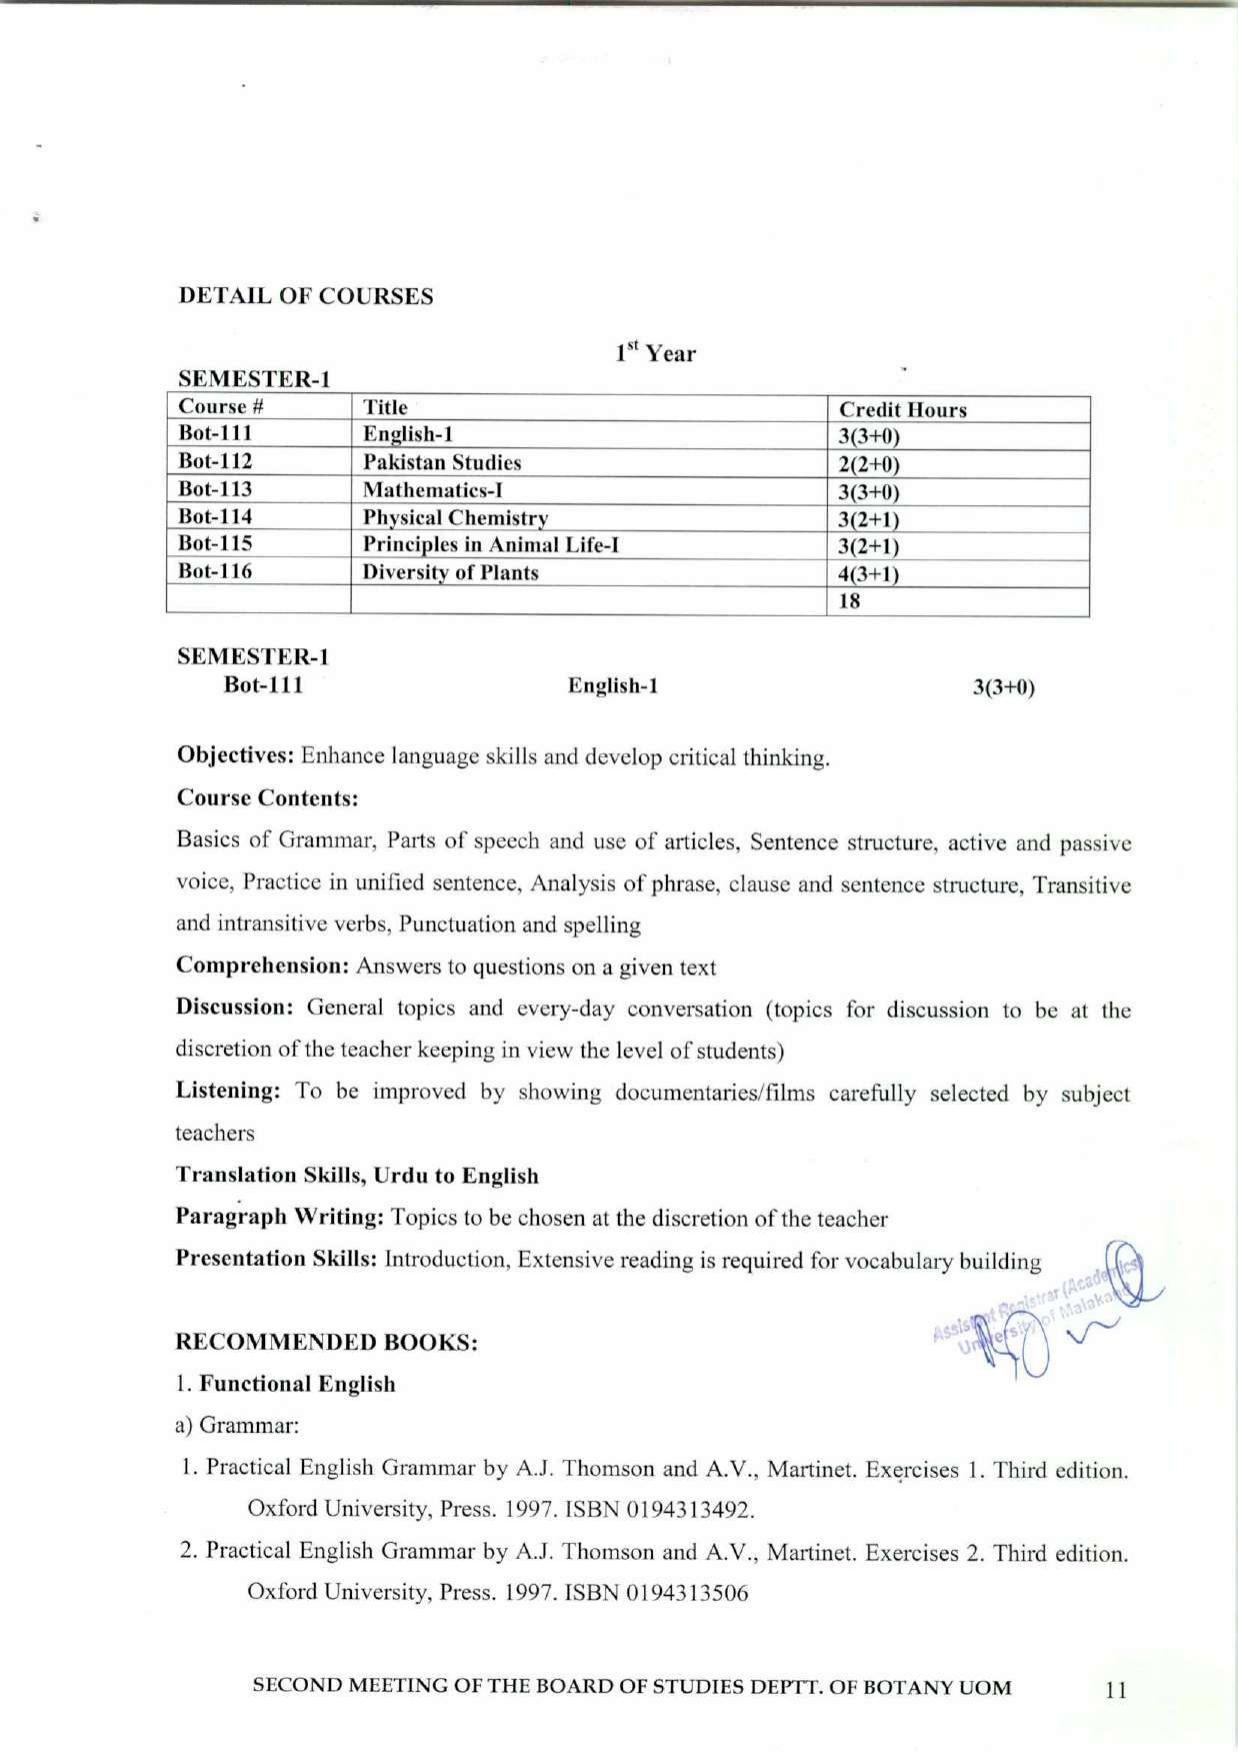 DETAIL OF COURSES
1st Year
SEMESTER-1
Course # Title Credit Hours
Bot-111 English-1 3(3+0)
Bot-112 Pakistan Studies 2(2+0)
Bot-113 Mathematics-I 3(3+0)
Bot-114 Physical Chemistry 3(2+1)
Bot-115 Principles in Animal Life-I 3(2+1)
Bot-116 Diversity of Plants 4(3+1)
18
SEMESTER-1
Bot-111 English-1 3(3+0)
Objectives: Enhance language skills and develop critical thinking.
Course Contents:
Basics of Grammar, Parts of speech and use of articles, Sentence structure, active and passive
voice, Practice in unified sentence, Analysis of phrase, clause and sentence structure, Transitive
and intransitive verbs, Punctuation and spelling
Comprehension: Answers to questions on a given text
Discussion: General topics and every-day conversation (topics for discussion to be at the
discretion of the teacher keeping in view the level of students)
Listening: To be improved by showing documentaries/films carefully selected by subject
teachers
Translation Skills, Urdu to English
Paragraph Writing: Topics to be chosen at the discretion of the teacher
Presentation Skills: Introduction, Extensive reading is required for vocabulary building
Assistant Registrar (Academics)
University of Malakand
RECOMMENDED BOOKS:
1. Functional English
a) Grammar:
1. Practical English Grammar by A.J. Thomson and A.V., Martinet. Exercises 1. Third edition.
Oxford University, Press. 1997. ISBN 0194313492.
2. Practical English Grammar by A.J. Thomson and A.V., Martinet. Exercises 2. Third edition.
Oxford University, Press. 1997. ISBN 0194313506
SECOND MEETING OF THE BOARD OF STUDIES DEPTT. OF BOTANY UOM 11